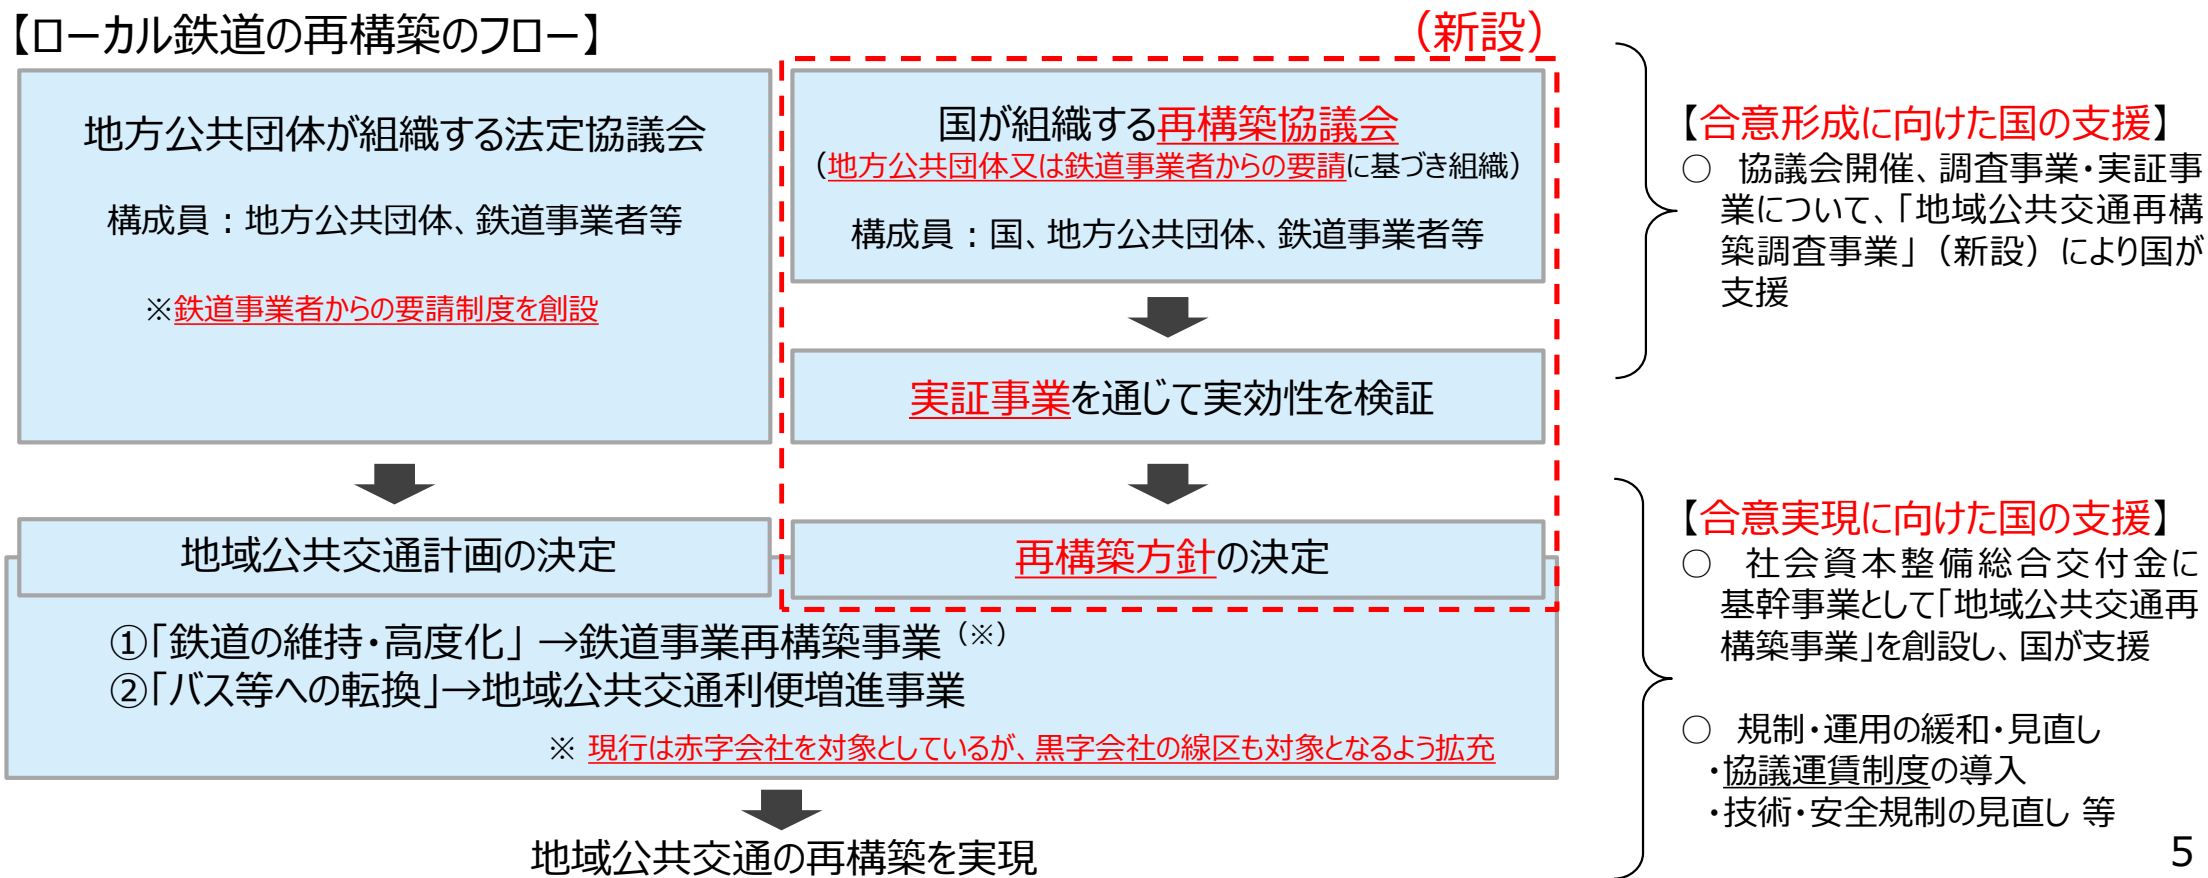 【ローカル鉄道の再構築のフロー】
（新設）
地方公共団体が組織する法定協議会
構成員：地方公共団体、鉄道事業者等
※鉄道事業者からの要請制度を創設
国が組織する再構築協議会
（地方公共団体又は鉄道事業者からの要請に基づき組織）
構成員：国、地方公共団体、鉄道事業者等
実証事業を通じて実効性を検証
地域公共交通計画の決定
再構築方針の決定
①「鉄道の維持・高度化」→鉄道事業再構築事業（※）
②「バス等への転換」→地域公共交通利便増進事業
※ 現行は赤字会社を対象としているが、黒字会社の線区も対象となるよう拡充
地域公共交通の再構築を実現
【合意形成に向けた国の支援】
○ 協議会開催、調査事業・実証事
業について、「地域公共交通再構
築調査事業」（新設）により国が
支援
【合意実現に向けた国の支援】
○ 社会資本整備総合交付金に
基幹事業として「地域公共交通再
構築事業」を創設し、国が支援
○ 規制・運用の緩和・見直し
・協議運賃制度の導入
・技術・安全規制の見直し 等
5